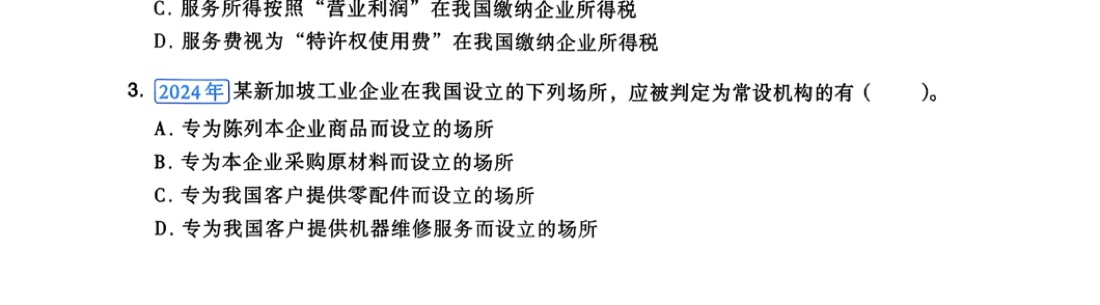 C. 服务所得按照“营业利润”在我国缴纳企业所得税
D. 服务费视为“特许权使用费”在我国缴纳企业所得税
3. 2024年 某新加坡工业企业在我国设立的下列场所，应被判定为常设机构的有（  ）。
A. 专为陈列本企业商品而设立的场所
B. 专为本企业采购原材料而设立的场所
C. 专为我国客户提供零配件而设立的场所
D. 专为我国客户提供机器维修服务而设立的场所